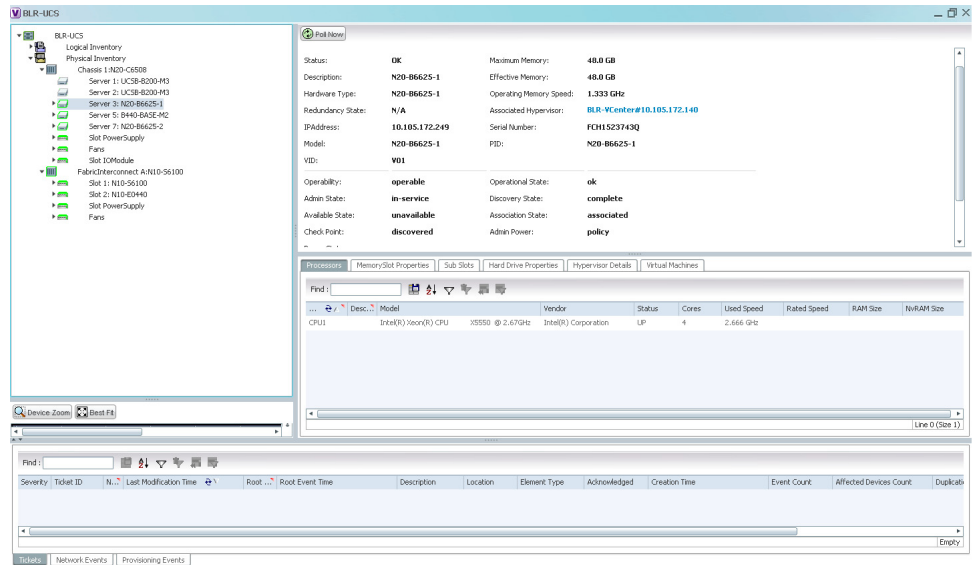 BLR-UCS
BLR-UCS
Logical Inventory
Physical Inventory
Chassis 1:N20-C6508
Server 1: UCSB-B200-M3
Server 2: UCSB-B200-M3
Server 3: N20-B6625-1
Server 5: B440-BASE-M2
Server 7: N20-B6625-2
Slot PowerSupply
Fans
Slot IOModule
FabricInterconnect A:N10-S6100
Slot 1: N10-S6100
Slot 2: N10-E0440
Slot PowerSupply
Fans
Device Zoom Best Fit
Poll Now
Status: OK Maximum Memory: 48.0 GB
Description: N20-B6625-1 Effective Memory: 48.0 GB
Hardware Type: N20-B6625-1 Operating Memory Speed: 1.333 GHz
Redundancy State: N/A Associated Hypervisor: BLR-VCenter#10.105.172.140
IPAddress: 10.105.172.249 Serial Number: FCH1523743Q
Model: N20-B6625-1 PID: N20-B6625-1
VID: V01
Operability: operable Operational State: ok
Admin State: in-service Discovery State: complete
Available State: unavailable Association State: associated
Check Point: discovered Admin Power: policy
Processors MemorySlot Properties Sub Slots Hard Drive Properties Hypervisor Details Virtual Machines
Find :
... Desc... Model Vendor Status Cores Used Speed Rated Speed RAM Size NvRAM Size
CPU1 Intel(R) Xeon(R) CPU X5550 @ 2.67GHz Intel(R) Corporation UP 4 2.666 GHz
Line 0 (Size 1)
Find :
Severity Ticket ID N... Last Modification Time Root ... Root Event Time Description Location Element Type Acknowledged Creation Time Event Count Affected Devices Count Duplicati
Empty
Tickets Network Events Provisioning Events